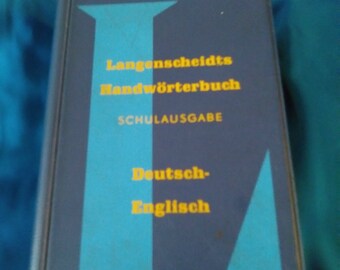 Langenscheidts
Handwörterbuch
SCHULAUSGABE
Deutsch-
Englisch